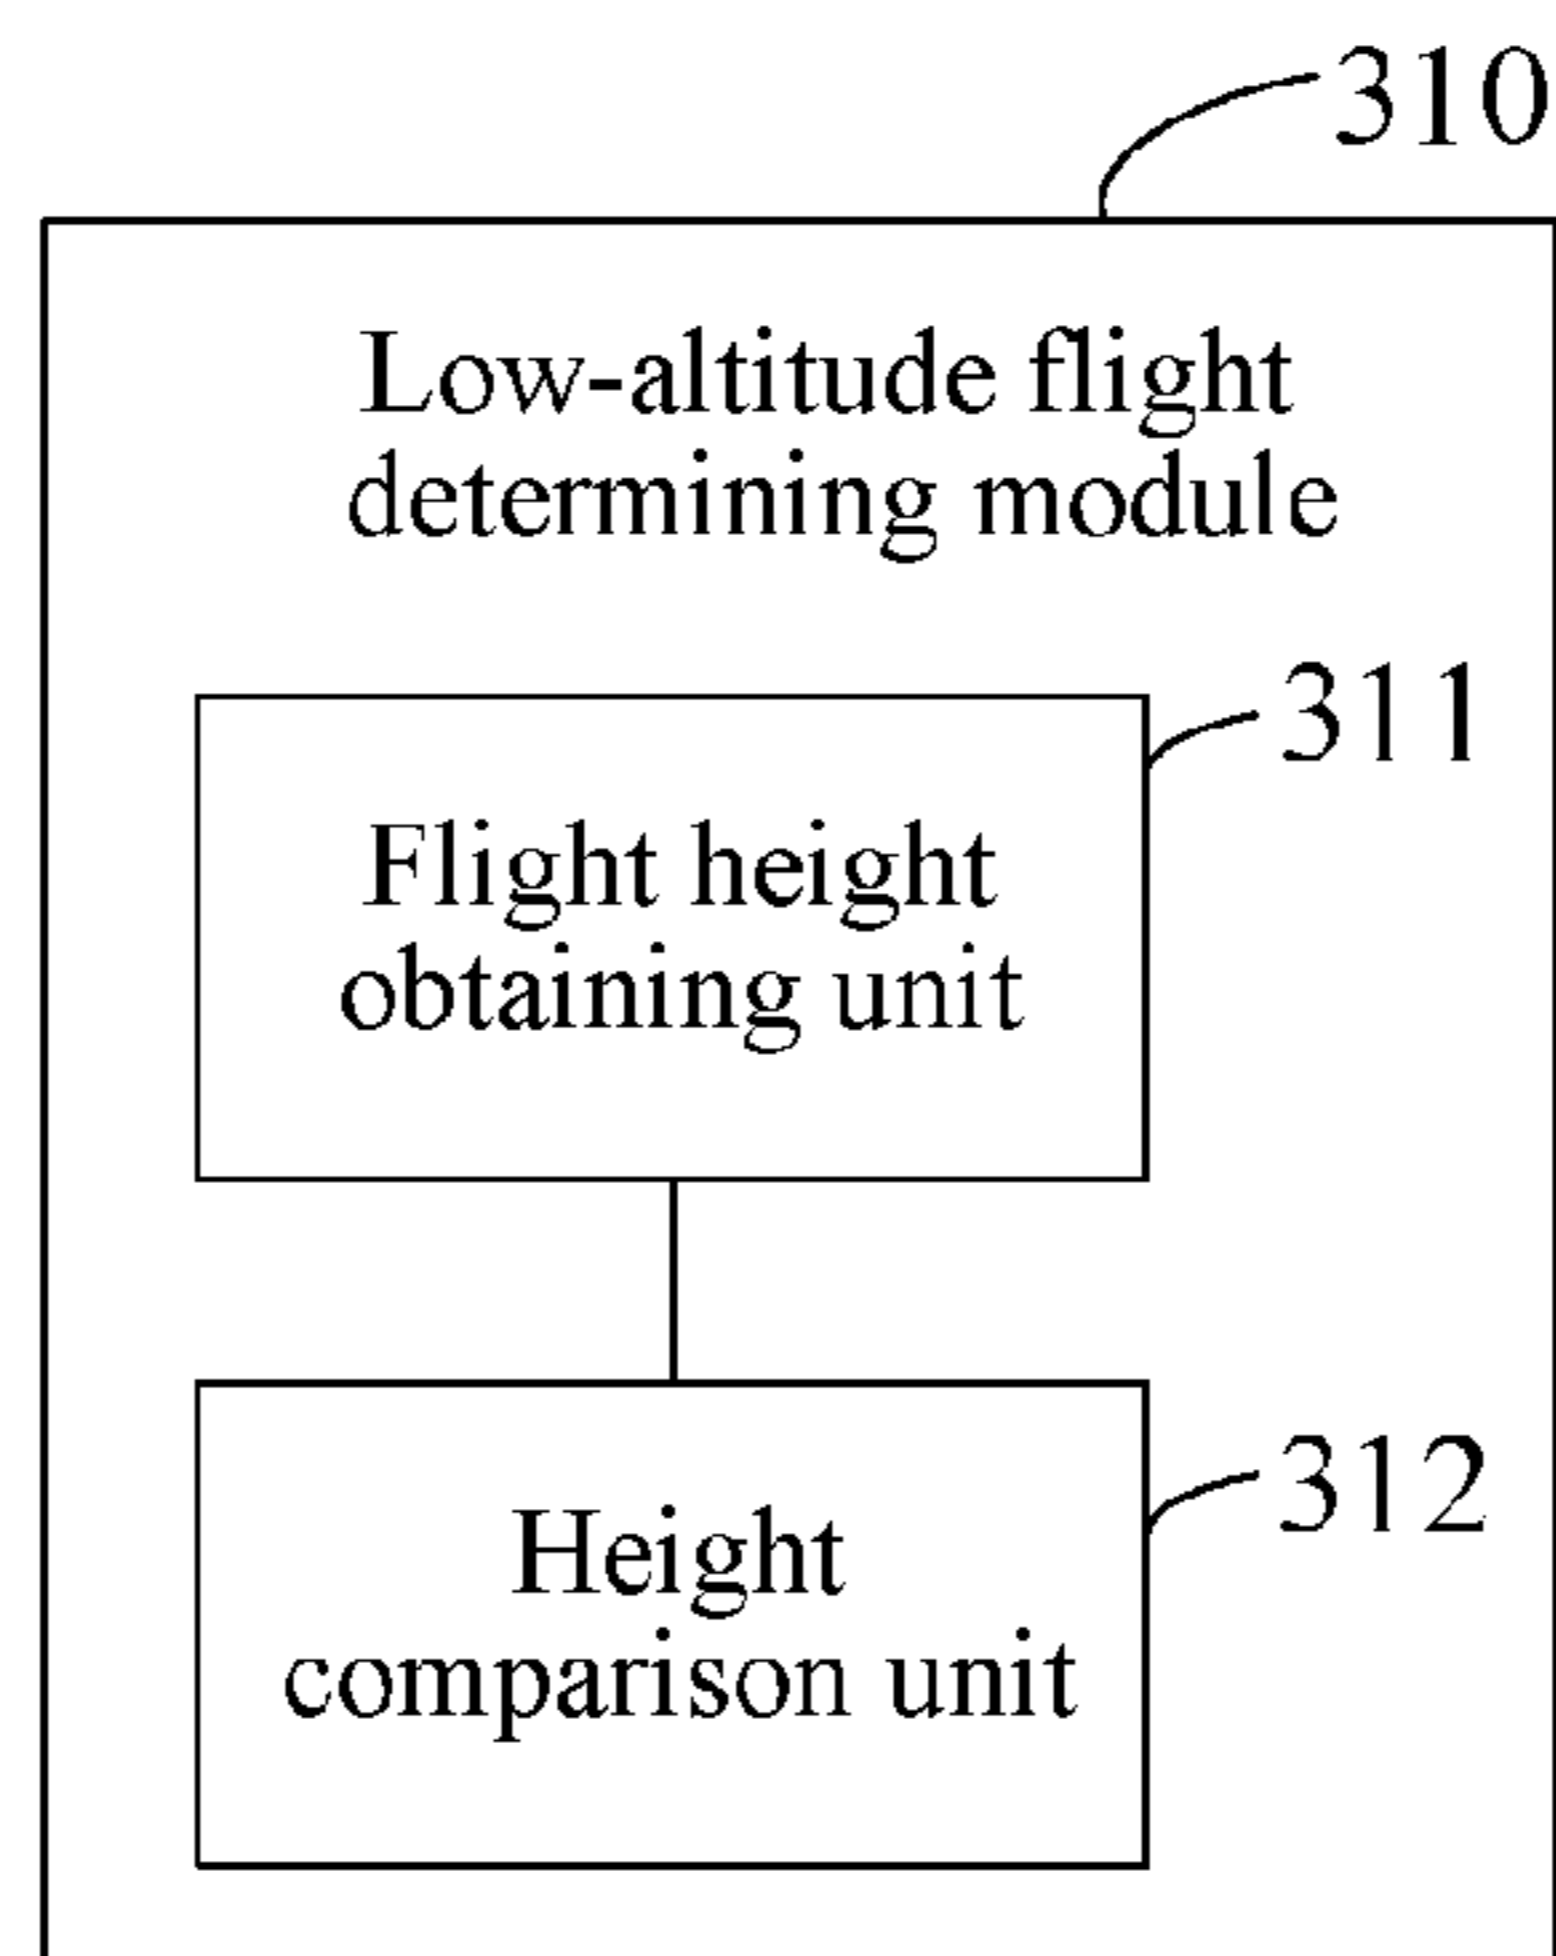 310
Low-altitude flight
determining module
311
Flight height
obtaining unit
312
Height
comparison unit